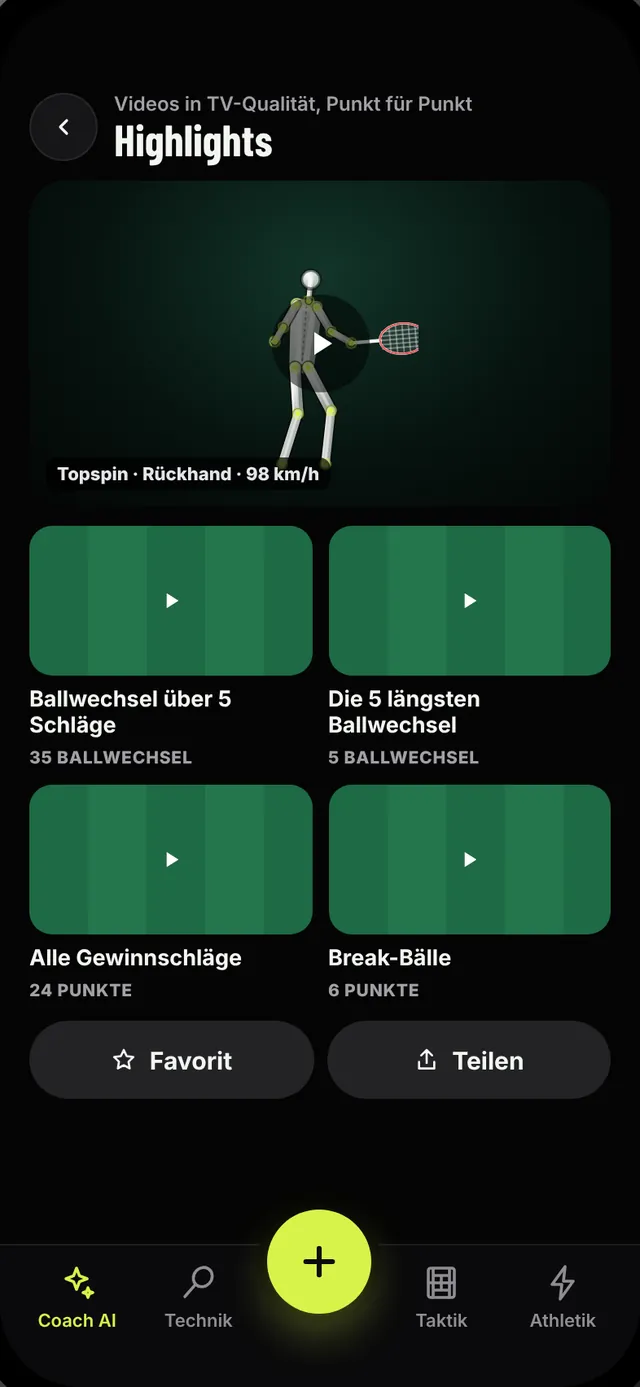 Videos in TV-Qualität, Punkt für Punkt
Highlights
Topspin · Rückhand · 98 km/h
Ballwechsel über 5
Schläge
35 BALLWECHSEL
Die 5 längsten
Ballwechsel
5 BALLWECHSEL
Alle Gewinnschläge
24 PUNKTE
Break-Bälle
6 PUNKTE
Favorit
Teilen
Coach AI
Technik
Taktik
Athletik